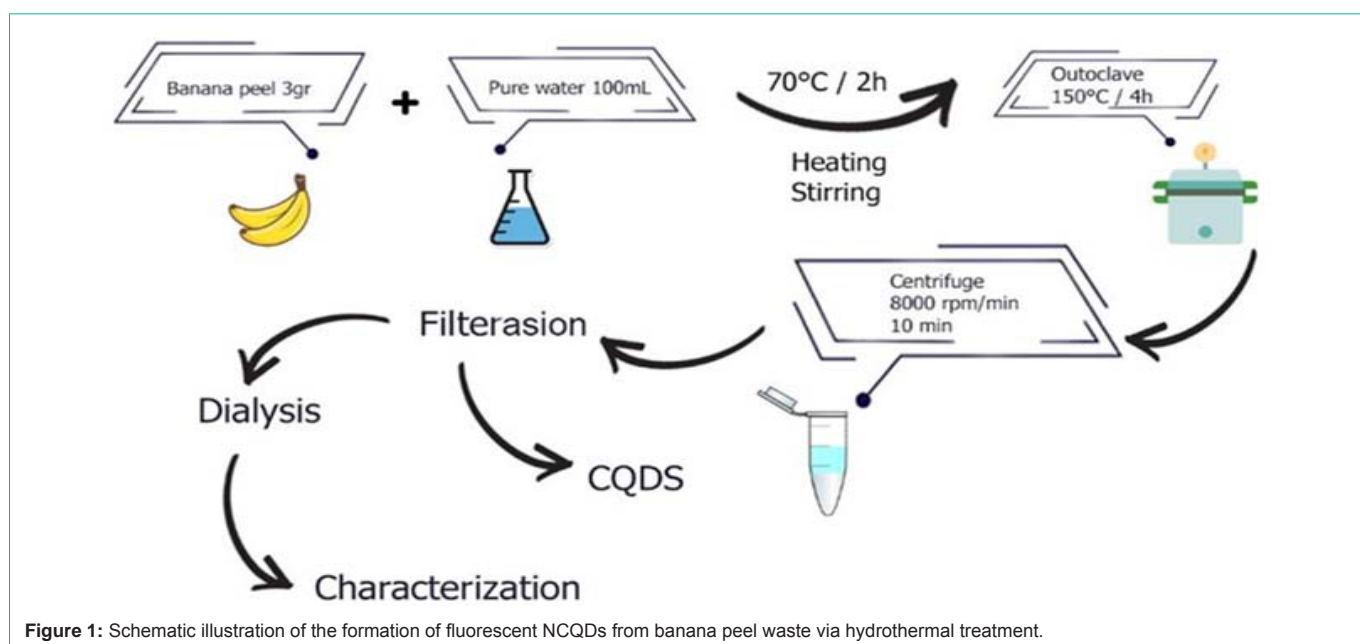 Banana peel 3gr
+
Pure water 100mL
70°C / 2h
Heating
Stirring
Outoclave
150°C / 4h
Centrifuge
8000 rpm/min
10 min
Filterasion
CQDS
Dialysis
Characterization
Figure 1: Schematic illustration of the formation of fluorescent NCQDs from banana peel waste via hydrothermal treatment.